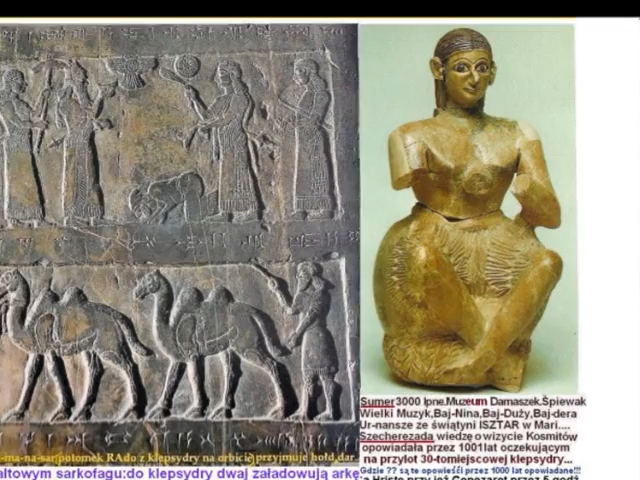 -ma-na-sar potomek RAdo z klepsydry na orbicie przyjmuje hołd dar..
altowym sarkofagu:do klepsydry dwaj załadowują arkę
Sumer 3000 lpne.Muzeum Damaszek.Śpiewak
Wielki Muzyk,Baj-Nina,Baj-Duży,Baj-dera
Ur-nansze ze świątyni ISZTAR w Mari....
Szecherezada wiedzę o wizycie Kosmitów
opowiadała przez 1001lat oczekującym
na przylot 30-tomiejscowej klepsydry...
Gdzie ?? są te opowieśći przez 1000 lat opowiadane!!!